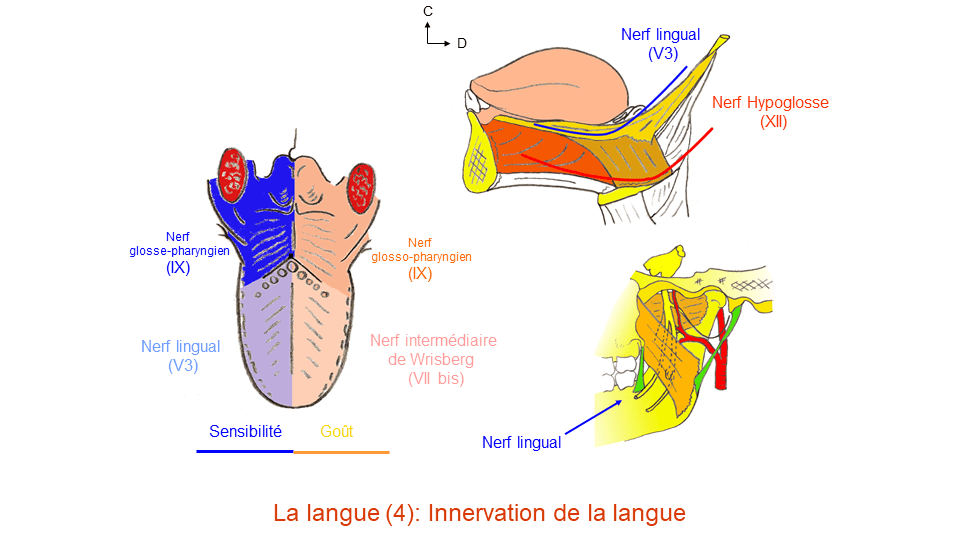 C
D
Nerf lingual
(V3)
Nerf Hypoglosse
(XII)
Nerf
glosse-pharyngien
(IX)
Nerf
glosso-pharyngien
(IX)
Nerf lingual
(V3)
Nerf intermédiaire
de Wrisberg
(VII bis)
Sensibilité
Goût
Nerf lingual
La langue (4): Innervation de la langue